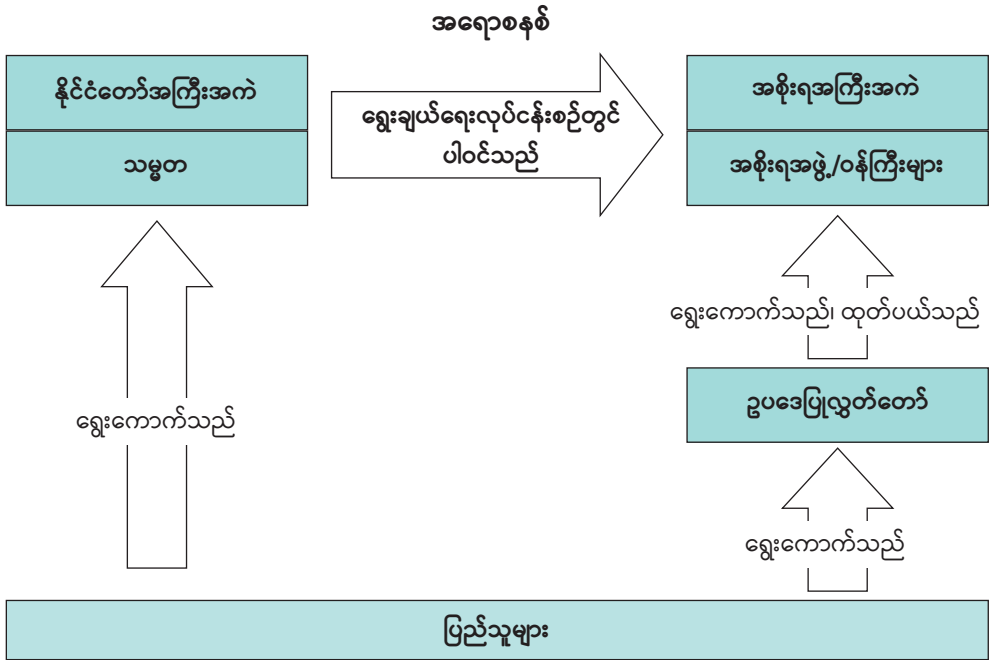 အရောစနစ်
နိုင်ငံတော်အကြီးအကဲ
သမ္မတ
ရွေးချယ်ရေးလုပ်ငန်းစဉ်တွင်
ပါဝင်သည်
အစိုးရအကြီးအကဲ
အစိုးရအဖွဲ့/ဝန်ကြီးများ
ရွေးကောက်သည်၊ ထုတ်ပယ်သည်
ဥပဒေပြုလွှတ်တော်
ရွေးကောက်သည်
ရွေးကောက်သည်
ပြည်သူများ